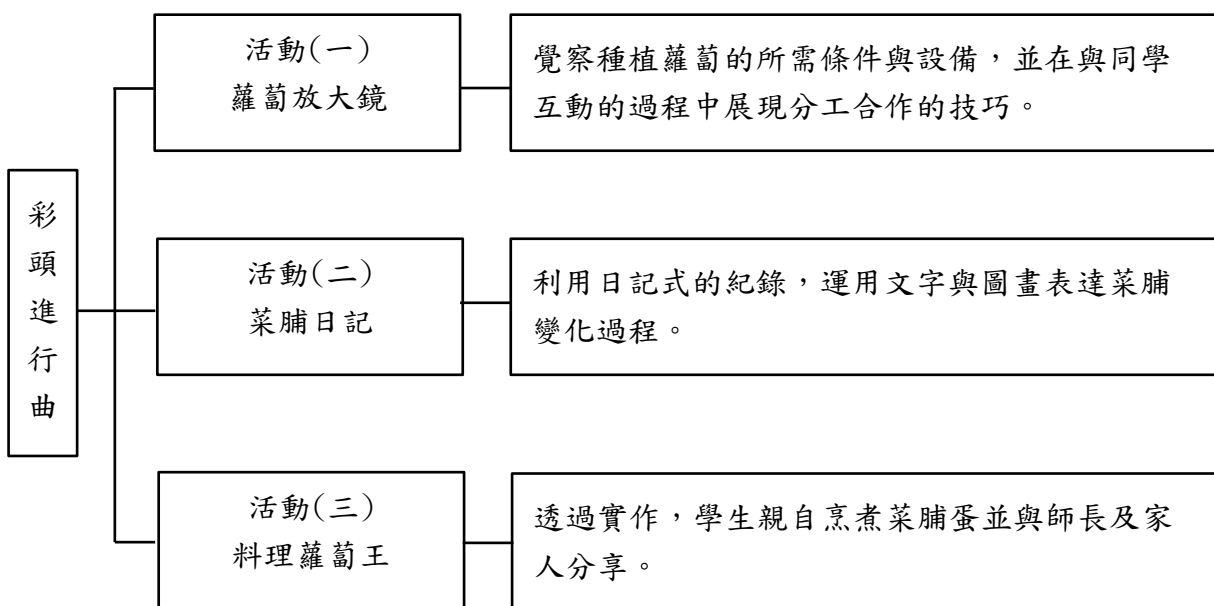 彩頭進行曲
活動(一)
蘿蔔放大鏡
覺察種植蘿蔔的所需條件與設備，並在與同學
互動的過程中展現分工合作的技巧。
活動(二)
菜脯日記
利用日記式的紀錄，運用文字與圖畫表達菜脯
變化過程。
活動(三)
料理蘿蔔王
透過實作，學生親自烹煮菜脯蛋並與師長及家
人分享。